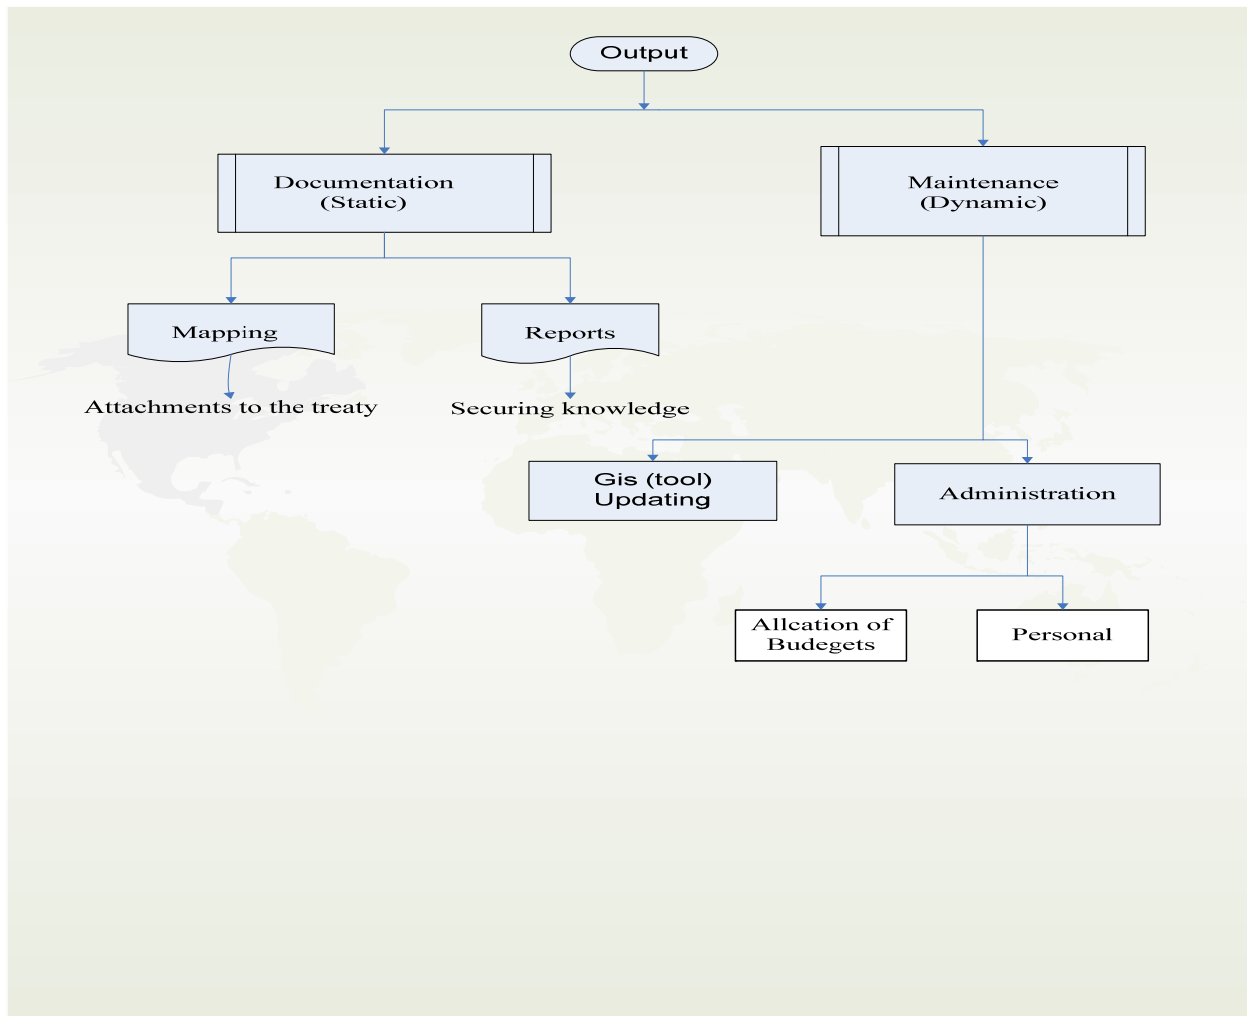 Output
Documentation
(Static)
Maintenance
(Dynamic)
Mapping
Reports
Attachments to the treaty
Securing knowledge
Gis (tool)
Updating
Administration
Allcation of
Budegets
Personal